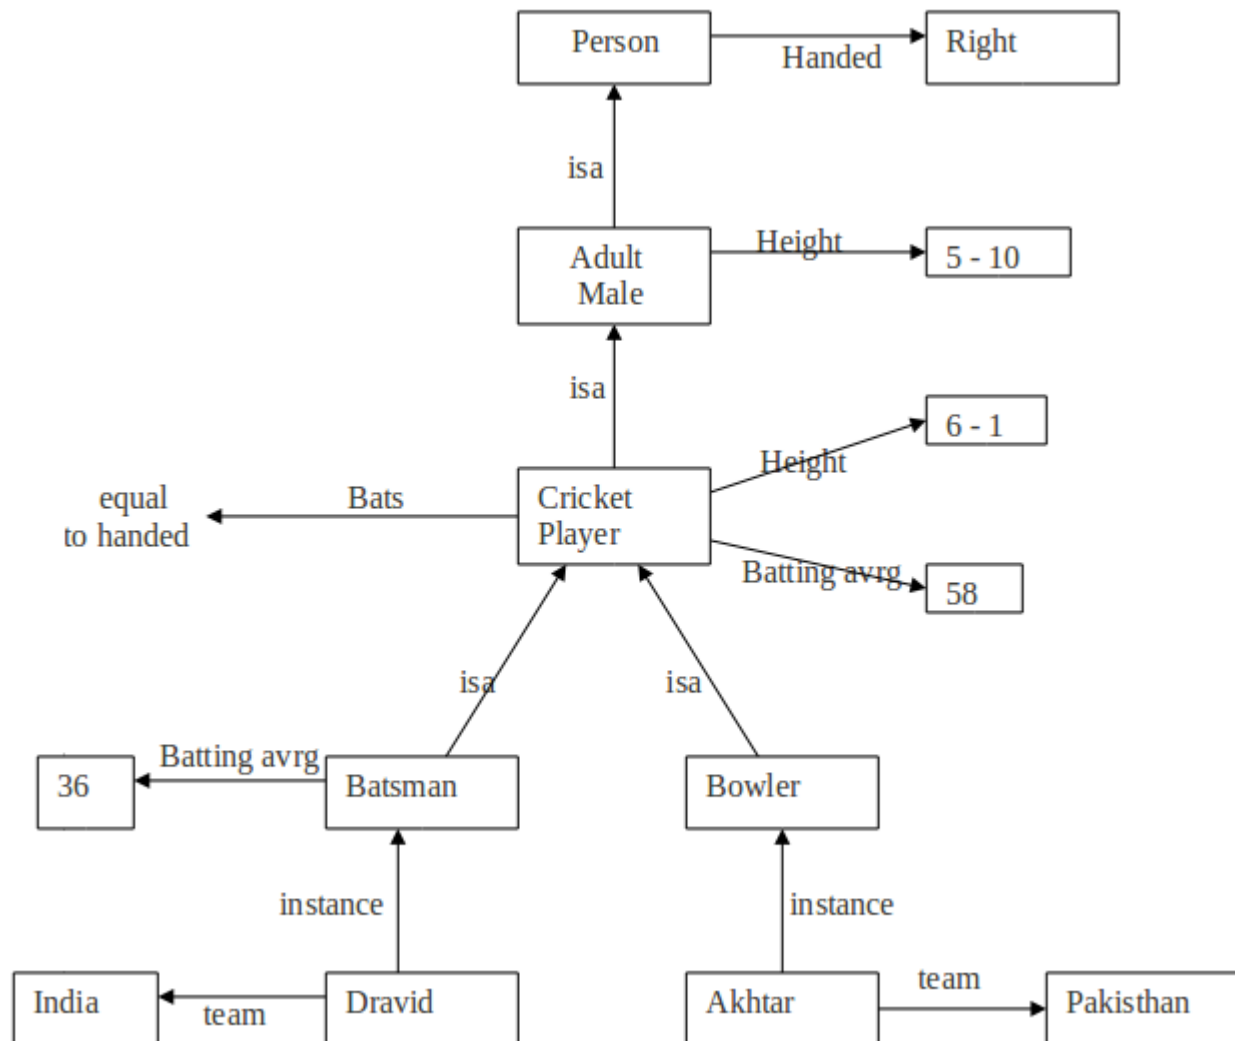 Person
Handed
Right
isa
Adult
Male
Height
5 - 10
isa
6 - 1
Height
equal
to handed
Bats
Cricket
Player
Batting avrg
58
isa
isa
36
Batting avrg
Batsman
Bowler
instance
instance
India
team
Dravid
Akhtar
team
Pakisthan